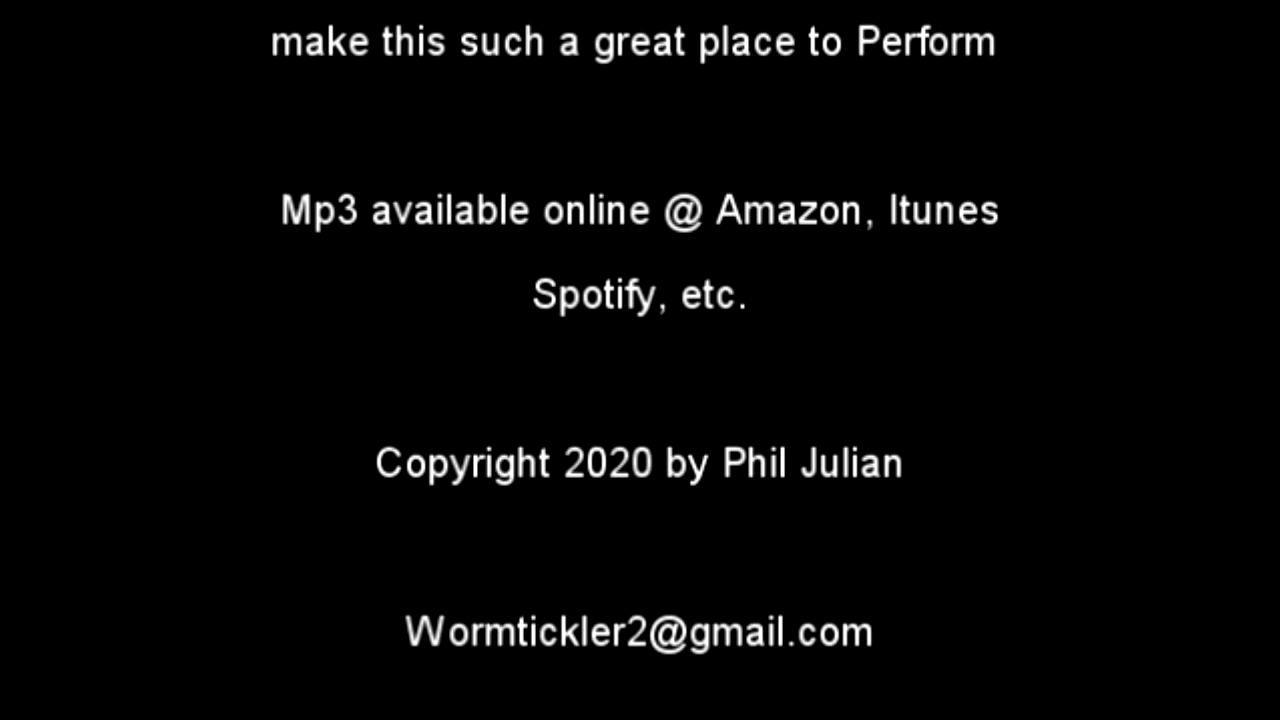 make this such a great place to Perform
Mp3 available online @ Amazon, Itunes
Spotify, etc.
Copyright 2020 by Phil Julian
Wormtickler2@gmail.com